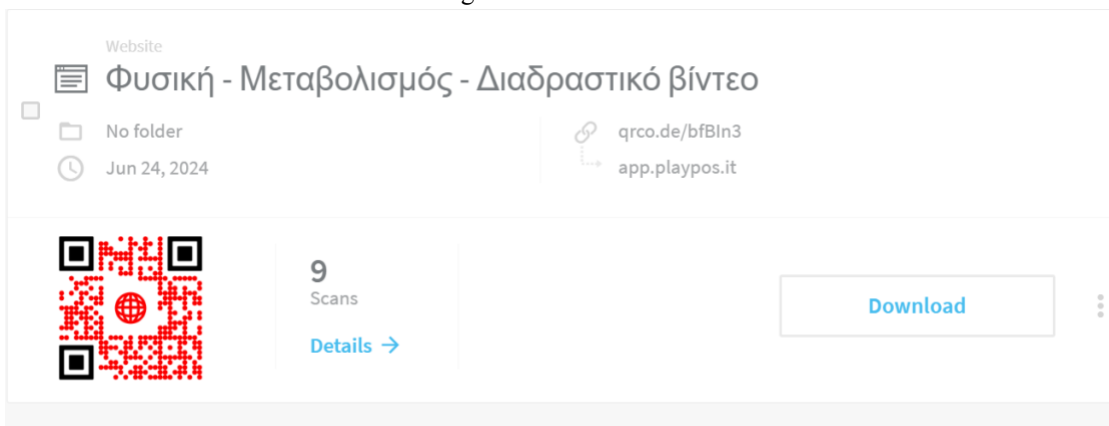 Website
Φυσική - Μεταβολισμός - Διαδραστικό βίντεο
No folder
qrco.de/bfBIn3
Jun 24, 2024
app.playpos.it
9
Scans
Details →
Download